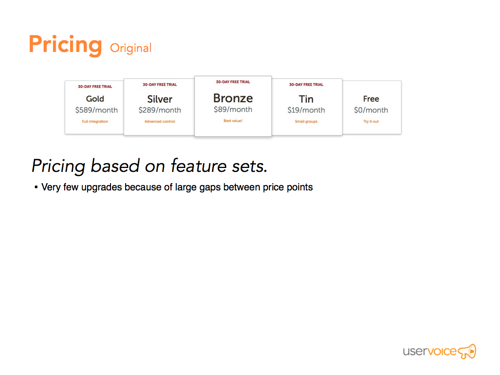 Pricing Original
30-DAY FREE TRIAL
Gold
$589/month
Full integration
30-DAY FREE TRIAL
Silver
$289/month
Advanced control
30-DAY FREE TRIAL
Bronze
$89/month
Best value!
30-DAY FREE TRIAL
Tin
$19/month
Small groups
Free
$0/month
Try it out
Pricing based on feature sets.
• Very few upgrades because of large gaps between price points
uservoice